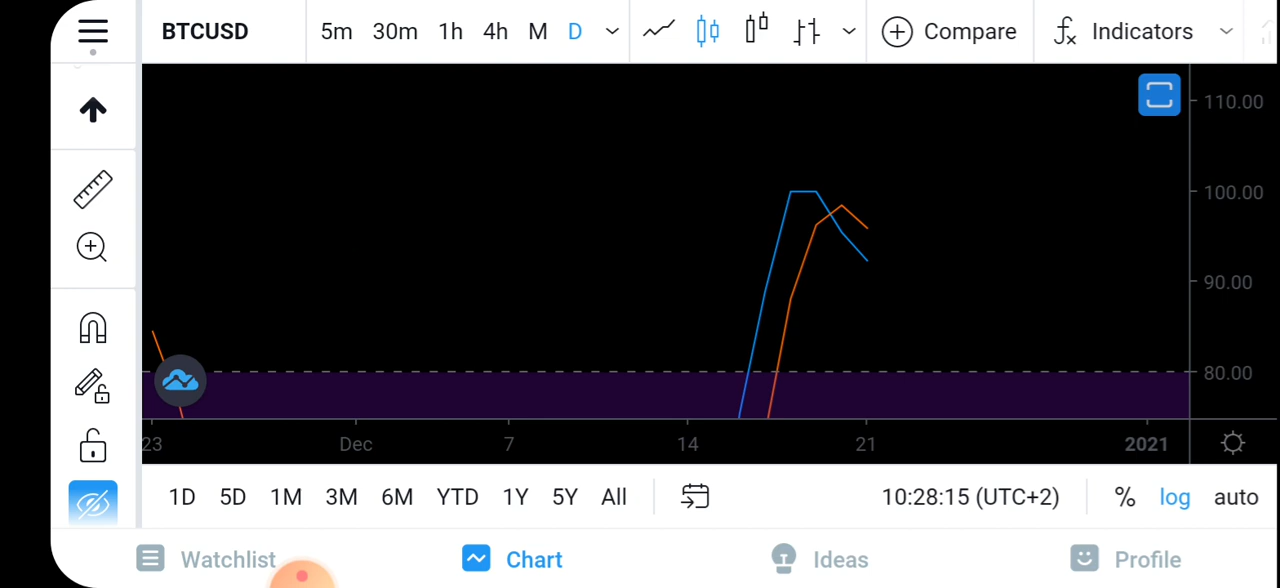 BTCUSD 5m 30m 1h 4h M D Compare Indicators
110.00
100.00
90.00
80.00
23 Dec 7 14 21 2021
1D 5D 1M 3M 6M YTD 1Y 5Y All 10:28:15 (UTC+2) % log auto
Watchlist Chart Ideas Profile